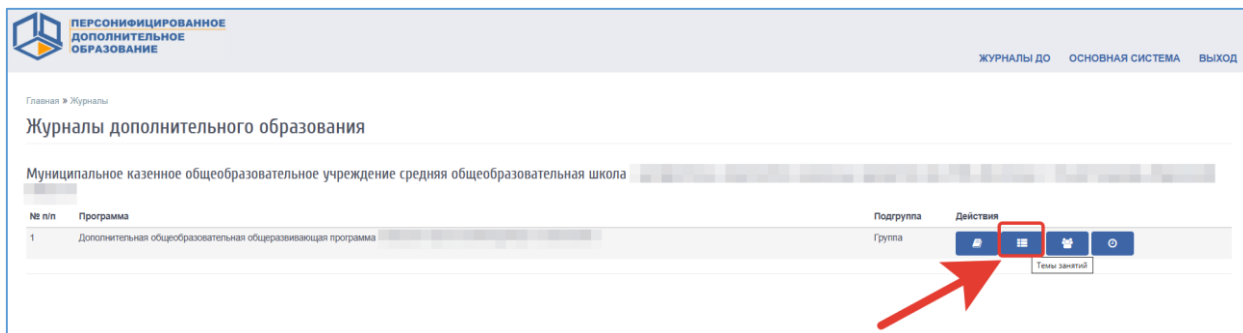 ПЕРСОНИФИЦИРОВАННОЕ
ДОПОЛНИТЕЛЬНОЕ
ОБРАЗОВАНИЕ
ЖУРНАЛЫ ДО ОСНОВНАЯ СИСТЕМА ВЫХОД
Главная » Журналы
Журналы дополнительного образования
Муниципальное казенное общеобразовательное учреждение средняя общеобразовательная школа
№ п/п Программа Подгруппа Действия
1 Дополнительная общеобразовательная общеразвивающая программа Группа
Темы занятий